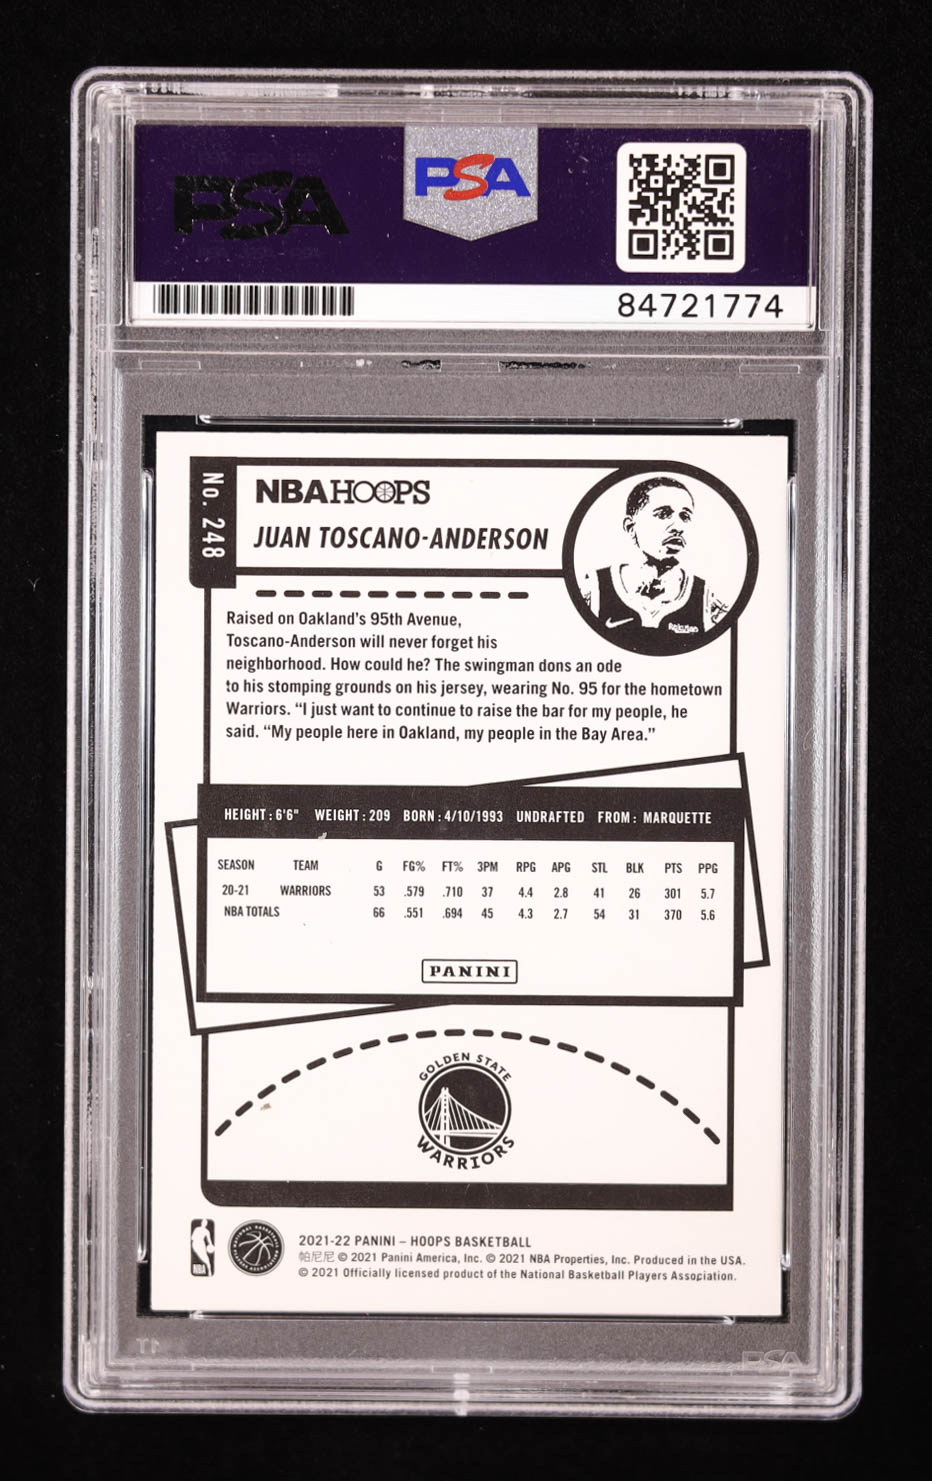 PSA
PSA
84721774
No. 248
NBA HOOPS
JUAN TOSCANO-ANDERSON
Raised on Oakland's 95th Avenue,
Toscano-Anderson will never forget his
neighborhood. How could he? The swingman dons an ode
to his stomping grounds on his jersey, wearing No. 95 for the hometown
Warriors. “I just want to continue to raise the bar for my people, he
said. “My people here in Oakland, my people in the Bay Area.”
HEIGHT: 6'6" WEIGHT: 209 BORN: 4/10/1993 UNDRAFTED FROM: MARQUETTE
SEASON TEAM G FG% FT% 3PM RPG APG STL BLK PTS PPG
20-21 WARRIORS 53 .579 .710 37 4.4 2.8 41 26 301 5.7
NBA TOTALS 66 .551 .694 45 4.3 2.7 54 31 370 5.6
PANINI
GOLDEN STATE
WARRIORS
NBA
2021-22 PANINI – HOOPS BASKETBALL
帕尼尼 © 2021 Panini America, Inc. © 2021 NBA Properties, Inc. Produced in the USA.
© 2021 Officially licensed product of the National Basketball Players Association.
PSA